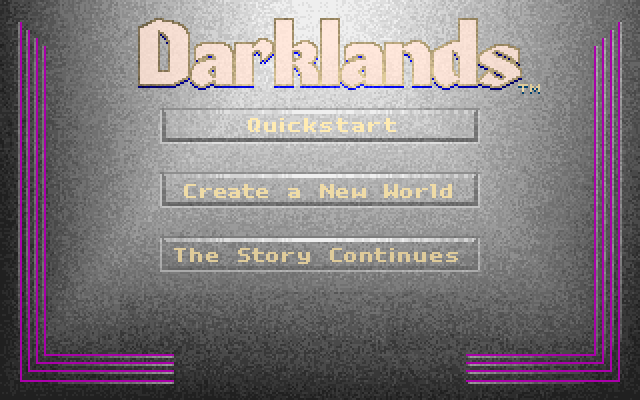 Darklands™
Quickstart
Create a New World
The Story Continues